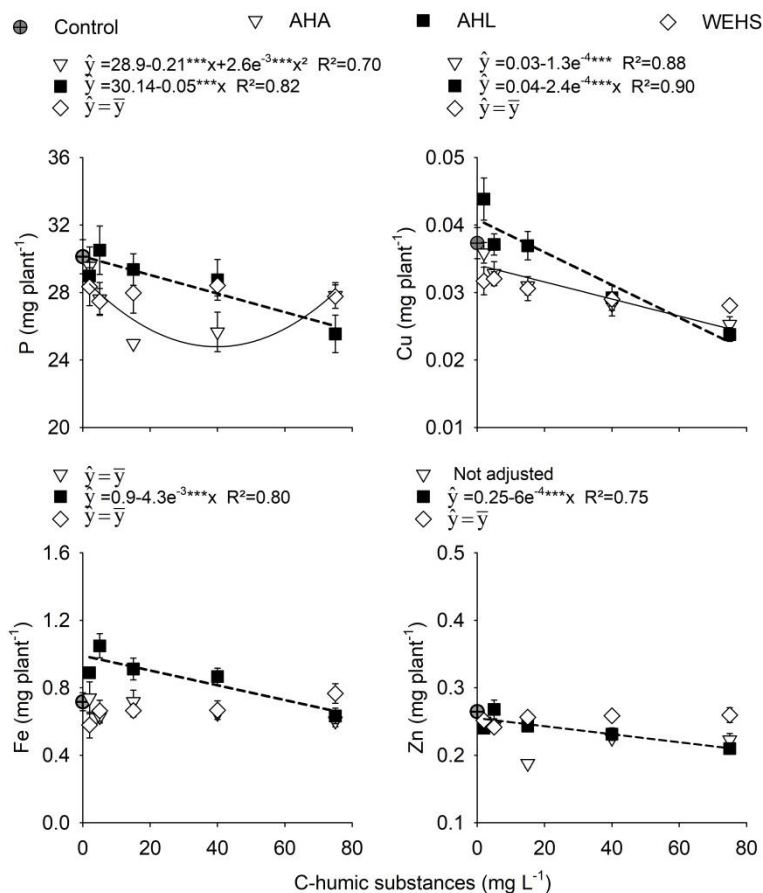 Control AHA AHL WEHS
ŷ =28.9-0.21***x+2.6e⁻³***x² R²=0.70
ŷ =30.14-0.05***x R²=0.82
ŷ = ȳ
ŷ =0.03-1.3e⁻⁴*** R²=0.88
ŷ =0.04-2.4e⁻⁴***x R²=0.90
ŷ = ȳ
P (mg plant⁻¹)
36
32
28
24
20
Cu (mg plant⁻¹)
0.05
0.04
0.03
0.02
0.01
ŷ = ȳ
ŷ =0.9-4.3e⁻³***x R²=0.80
ŷ = ȳ
Not adjusted
ŷ =0.25-6e⁻⁴***x R²=0.75
ŷ = ȳ
Fe (mg plant⁻¹)
1.6
1.2
0.8
0.4
0.0
0 20 40 60 80
Zn (mg plant⁻¹)
0.5
0.4
0.3
0.2
0.1
0 20 40 60 80
C-humic substances (mg L⁻¹)